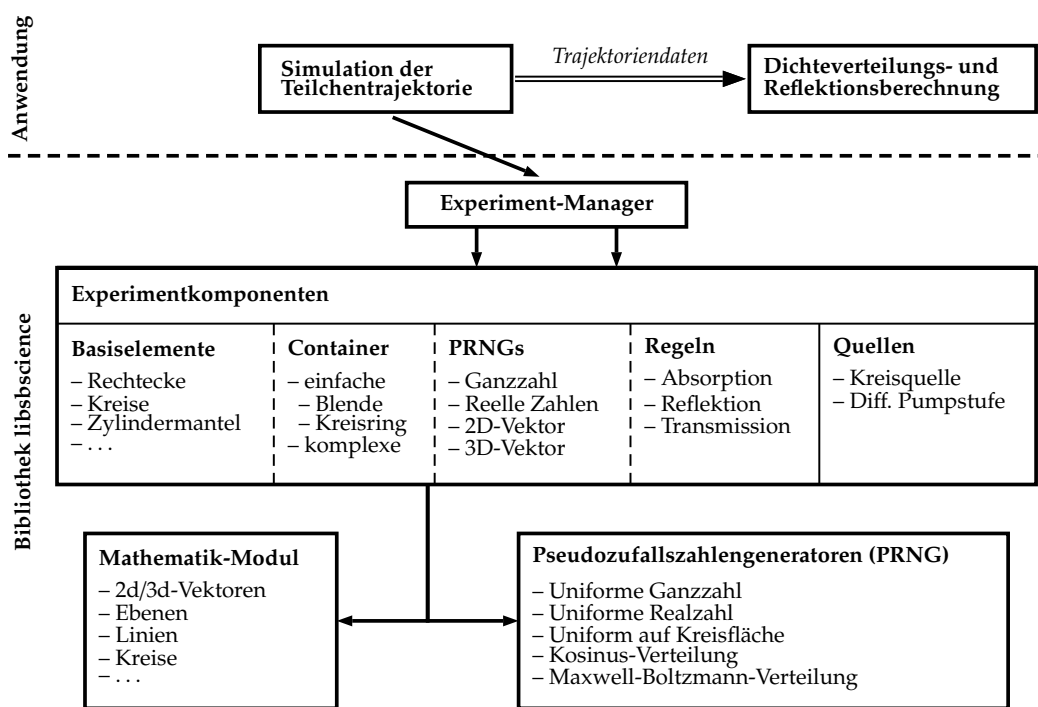 Anwendung
Simulation der
Teilchentrajektorie
Trajektoriendaten
Dichteverteilungs- und
Reflektionsberechnung
Bibliothek libsbscience
Experiment-Manager
Experimentkomponenten
Basiselemente
– Rechtecke
– Kreise
– Zylindermantel
– . . .
Container
– einfache
– Blende
– Kreisring
– komplexe
PRNGs
– Ganzzahl
– Reelle Zahlen
– 2D-Vektor
– 3D-Vektor
Regeln
– Absorption
– Reflektion
– Transmission
Quellen
– Kreisquelle
– Diff. Pumpstufe
Mathematik-Modul
– 2d/3d-Vektoren
– Ebenen
– Linien
– Kreise
– . . .
Pseudozufallszahlengeneratoren (PRNG)
– Uniforme Ganzzahl
– Uniforme Realzahl
– Uniform auf Kreisfläche
– Kosinus-Verteilung
– Maxwell-Boltzmann-Verteilung